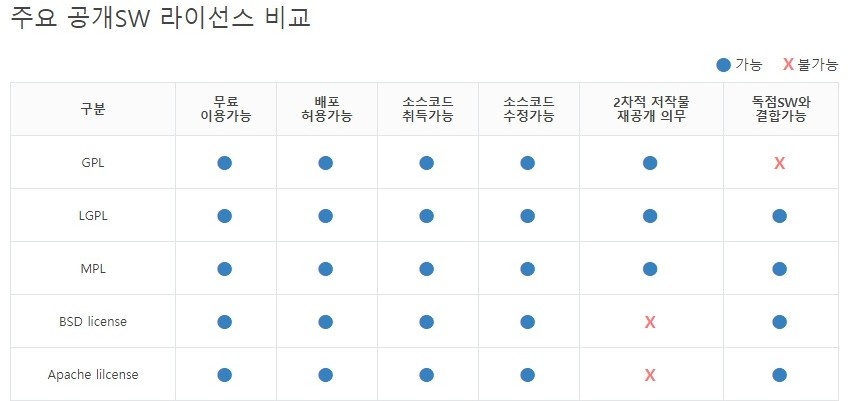 주요 공개SW 라이선스 비교
● 가능 X 불가능
구분 무료 이용가능 배포 허용가능 소스코드 취득가능 소스코드 수정가능 2차적 저작물 재공개 의무 독점SW와 결합가능
GPL ● ● ● ● ● X
LGPL ● ● ● ● ● ●
MPL ● ● ● ● ● ●
BSD license ● ● ● ● X ●
Apache lilcense ● ● ● ● X ●